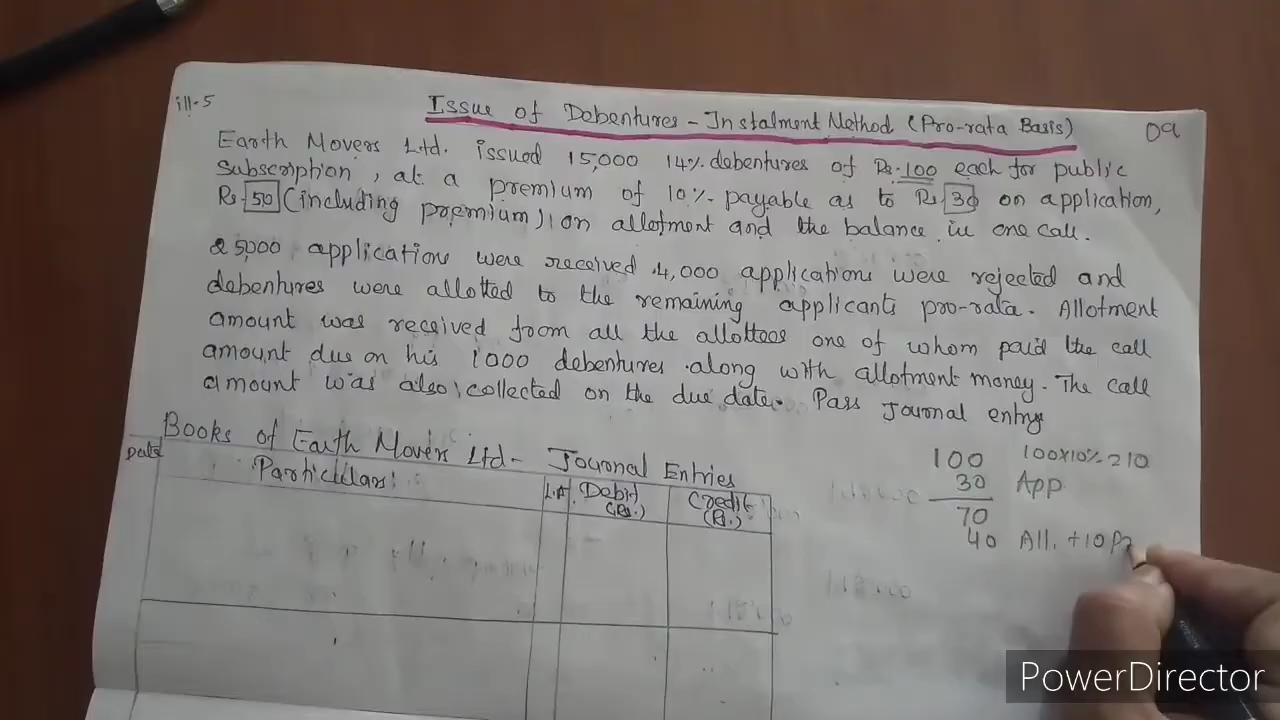 ill-5
Issue of Debentures - Instalment Method (Pro-rata Basis)
09
Earth Movers Ltd. issued 15,000 14% debentures of Rs.100 each for public
Subscription, at a premium of 10% payable as to Rs.30 on application,
Rs.50 (including premium) on allotment and the balance in one call.
25,000 applications were received. 4,000 applications were rejected and
debentures were allotted to the remaining applicants pro-rata. Allotment
amount was received from all the allottees one of whom paid the call
amount due on his 1000 debentures along with allotment money. The call
amount was also collected on the due date. Pass Journal entry
Books of Earth Movers Ltd - Journal Entries
Date Particulars L.F. Debit (Rs.) Credit (Rs.)
100 100x10%=10
30 App
70
40 All. +10
PowerDirector